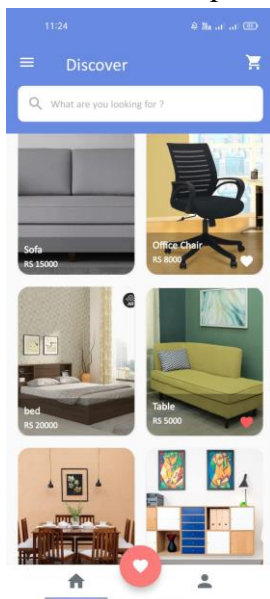 11:24
Discover
What are you looking for ?
Sofa
RS 15000
Office Chair
RS 8000
bed
RS 20000
Table
RS 5000